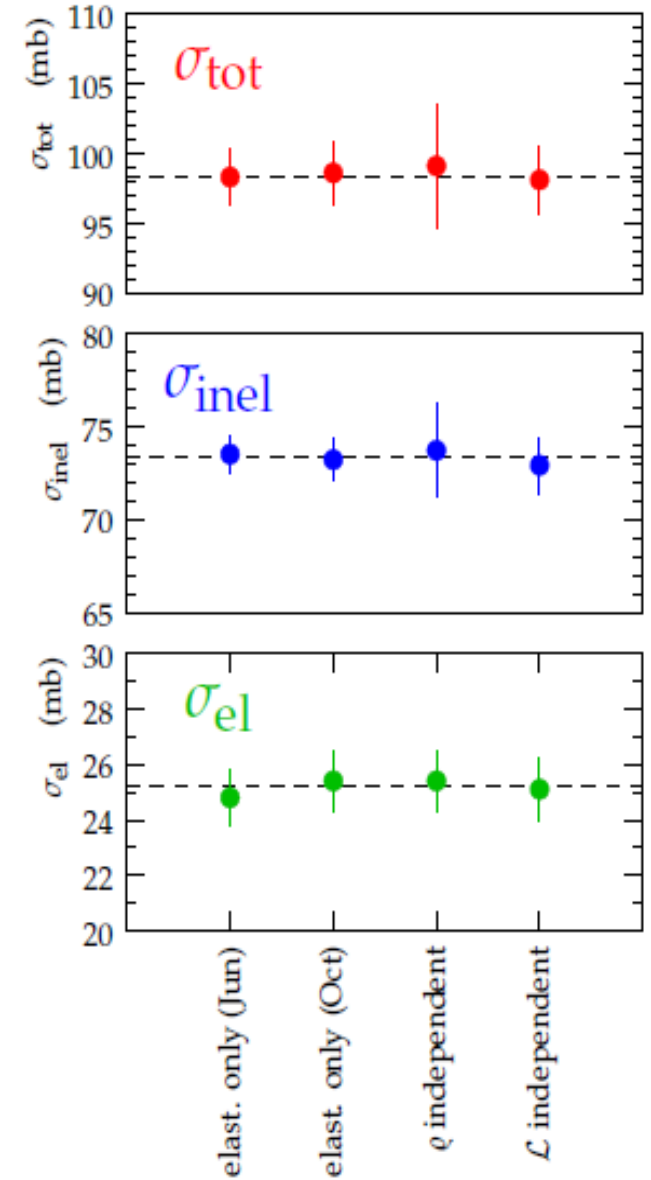 110
σtot (mb)
σtot
105
100
95
90
80
σinel (mb)
σinel
75
70
65
30
σel (mb)
σel
28
26
24
22
20
elast. only (Jun)
elast. only (Oct)
ϱ independent
ℒ independent